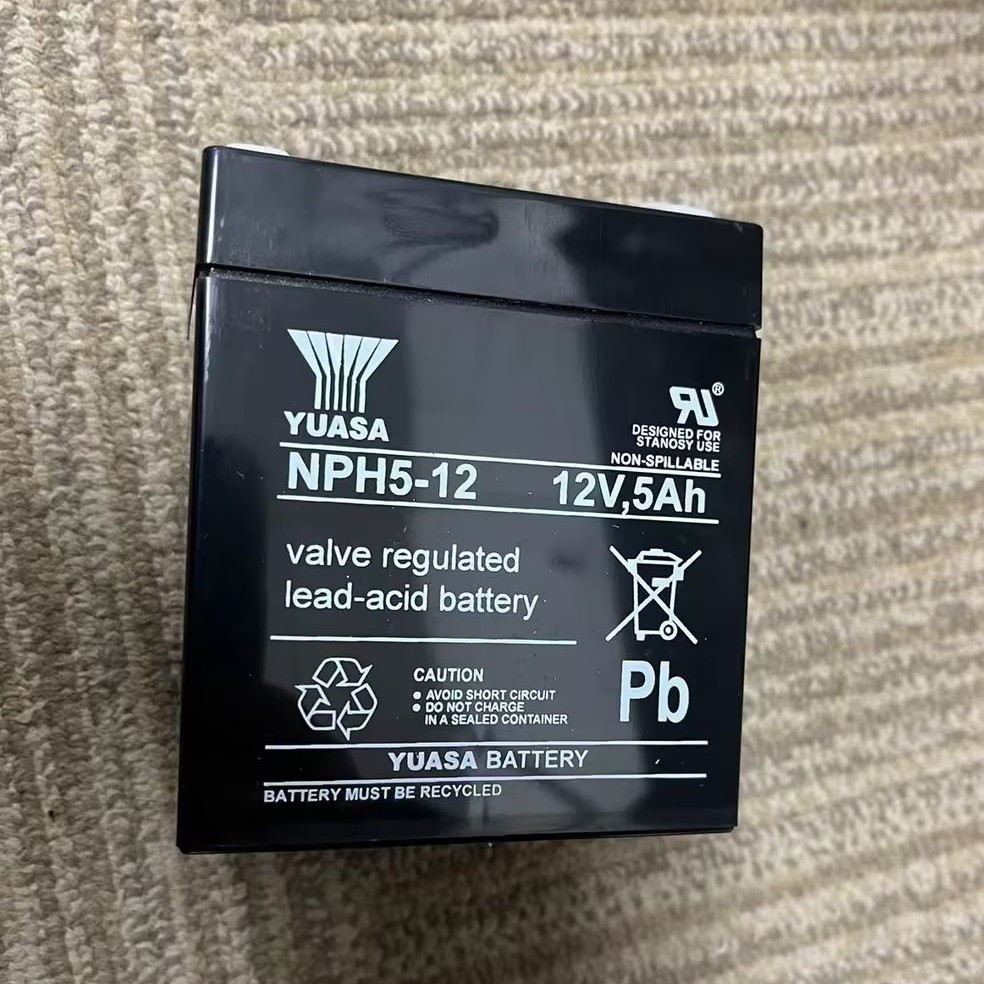 YUASA
®
DESIGNED FOR
STANOSY USE
NON-SPILLABLE
NPH5-12 12V,5Ah
valve regulated
lead-acid battery
Pb
CAUTION
● AVOID SHORT CIRCUIT
● DO NOT CHARGE
IN A SEALED CONTAINER
YUASA BATTERY
BATTERY MUST BE RECYCLED